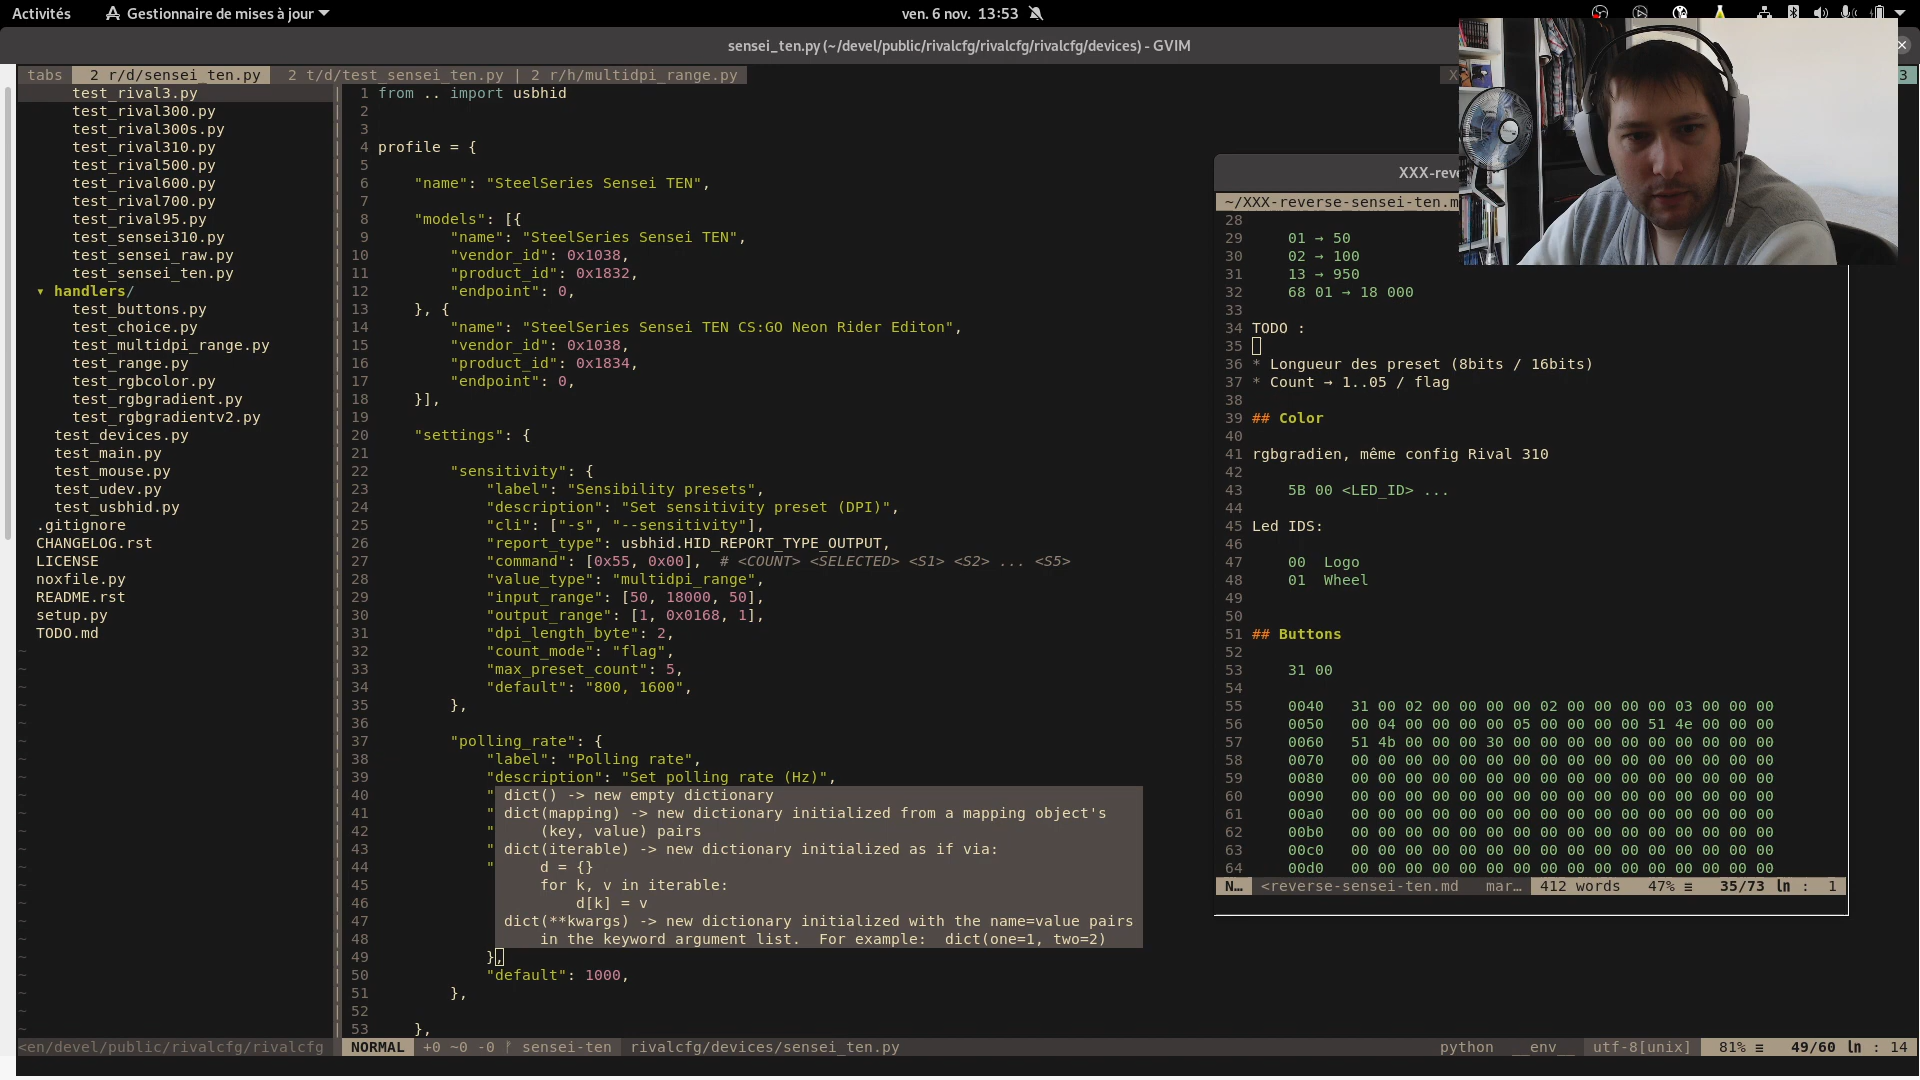 Activités
Gestionnaire de mises à jour
ven. 6 nov. 13:53
sensei_ten.py (~/devel/public/rivalcfg/rivalcfg/rivalcfg/devices) - GVIM
tabs 2 r/d/sensei_ten.py 2 t/d/test_sensei_ten.py | 2 r/h/multidpi_range.py X 3
test_rival3.py
test_rival300.py
test_rival300s.py
test_rival310.py
test_rival500.py
test_rival600.py
test_rival700.py
test_rival95.py
test_sensei310.py
test_sensei_raw.py
test_sensei_ten.py
▾ handlers/
test_buttons.py
test_choice.py
test_multidpi_range.py
test_range.py
test_rgbcolor.py
test_rgbgradient.py
test_rgbgradientv2.py
test_devices.py
test_main.py
test_mouse.py
test_udev.py
test_usbhid.py
.gitignore
CHANGELOG.rst
LICENSE
noxfile.py
README.rst
setup.py
TODO.md
<en/devel/public/rivalcfg/rivalcfg
1 from .. import usbhid
2
3
4 profile = {
5
6 "name": "SteelSeries Sensei TEN",
7
8 "models": [{
9 "name": "SteelSeries Sensei TEN",
10 "vendor_id": 0x1038,
11 "product_id": 0x1832,
12 "endpoint": 0,
13 }, {
14 "name": "SteelSeries Sensei TEN CS:GO Neon Rider Editon",
15 "vendor_id": 0x1038,
16 "product_id": 0x1834,
17 "endpoint": 0,
18 }],
19
20 "settings": {
21
22 "sensitivity": {
23 "label": "Sensibility presets",
24 "description": "Set sensitivity preset (DPI)",
25 "cli": ["-s", "--sensitivity"],
26 "report_type": usbhid.HID_REPORT_TYPE_OUTPUT,
27 "command": [0x55, 0x00],  # <COUNT> <SELECTED> <S1> <S2> ... <S5>
28 "value_type": "multidpi_range",
29 "input_range": [50, 18000, 50],
30 "output_range": [1, 0x0168, 1],
31 "dpi_length_byte": 2,
32 "count_mode": "flag",
33 "max_preset_count": 5,
34 "default": "800, 1600",
35 },
36
37 "polling_rate": {
38 "label": "Polling rate",
39 "description": "Set polling rate (Hz)",
40 " dict() -> new empty dictionary
41 " dict(mapping) -> new dictionary initialized from a mapping object's
42 " (key, value) pairs
43 " dict(iterable) -> new dictionary initialized as if via:
44 " d = {}
45 for k, v in iterable:
46 d[k] = v
47 dict(**kwargs) -> new dictionary initialized with the name=value pairs
48 in the keyword argument list.  For example:  dict(one=1, two=2)
49 },
50 "default": 1000,
51 },
52
53 },
NORMAL +0 ~0 -0 ᚠ sensei-ten rivalcfg/devices/sensei_ten.py python __env__ utf-8[unix] 81% ≡ 49/60 ln : 14
XXX-reve
~/XXX-reverse-sensei-ten.m
28
29 01 → 50
30 02 → 100
31 13 → 950
32 68 01 → 18 000
33
34 TODO :
35
36 * Longueur des preset (8bits / 16bits)
37 * Count → 1..05 / flag
38
39 ## Color
40
41 rgbgradien, même config Rival 310
42
43 5B 00 <LED_ID> ...
44
45 Led IDS:
46
47 00 Logo
48 01 Wheel
49
50
51 ## Buttons
52
53 31 00
54
55 0040 31 00 02 00 00 00 00 02 00 00 00 00 03 00 00 00
56 0050 00 04 00 00 00 00 05 00 00 00 00 51 4e 00 00 00
57 0060 51 4b 00 00 00 30 00 00 00 00 00 00 00 00 00 00
58 0070 00 00 00 00 00 00 00 00 00 00 00 00 00 00 00 00
59 0080 00 00 00 00 00 00 00 00 00 00 00 00 00 00 00 00
60 0090 00 00 00 00 00 00 00 00 00 00 00 00 00 00 00 00
61 00a0 00 00 00 00 00 00 00 00 00 00 00 00 00 00 00 00
62 00b0 00 00 00 00 00 00 00 00 00 00 00 00 00 00 00 00
63 00c0 00 00 00 00 00 00 00 00 00 00 00 00 00 00 00 00
64 00d0 00 00 00 00 00 00 00 00 00 00 00 00 00 00 00 00
N… <reverse-sensei-ten.md mar… 412 words 47% ≡ 35/73 ln : 1